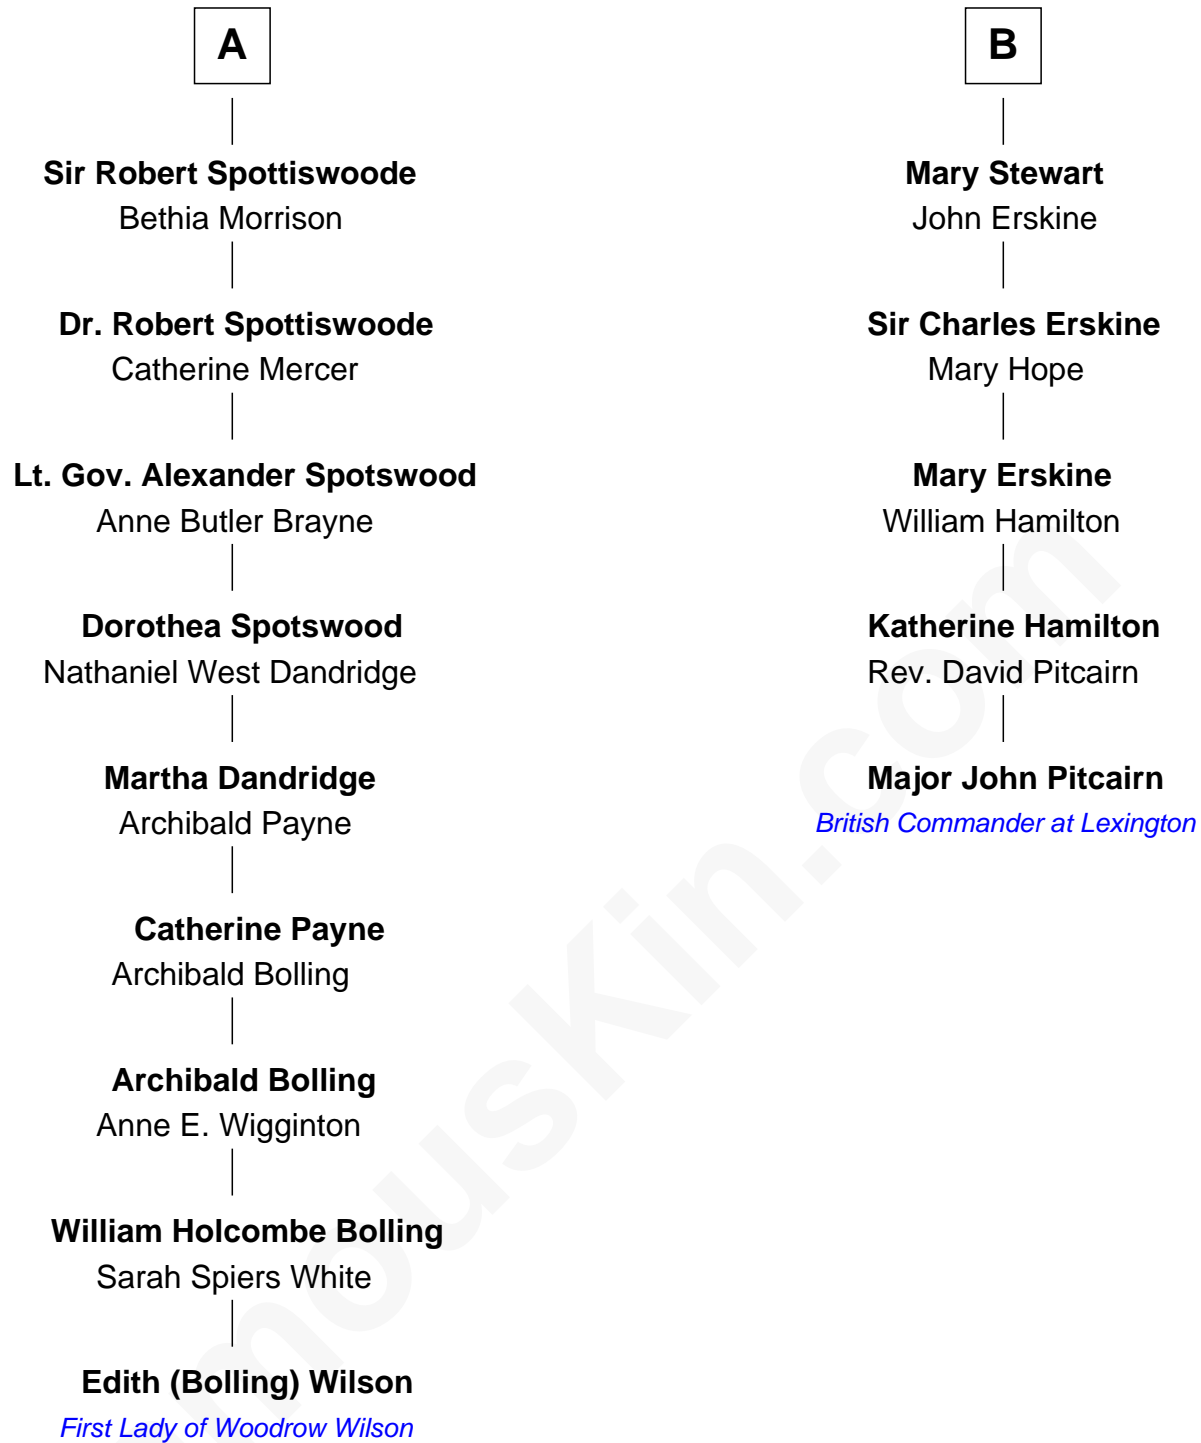 A
Sir Robert Spottiswoode
Bethia Morrison
Dr. Robert Spottiswoode
Catherine Mercer
Lt. Gov. Alexander Spotswood
Anne Butler Brayne
Dorothea Spotswood
Nathaniel West Dandridge
Martha Dandridge
Archibald Payne
Catherine Payne
Archibald Bolling
Archibald Bolling
Anne E. Wigginton
William Holcombe Bolling
Sarah Spiers White
Edith (Bolling) Wilson
First Lady of Woodrow Wilson
B
Mary Stewart
John Erskine
Sir Charles Erskine
Mary Hope
Mary Erskine
William Hamilton
Katherine Hamilton
Rev. David Pitcairn
Major John Pitcairn
British Commander at Lexington
mousKin.com